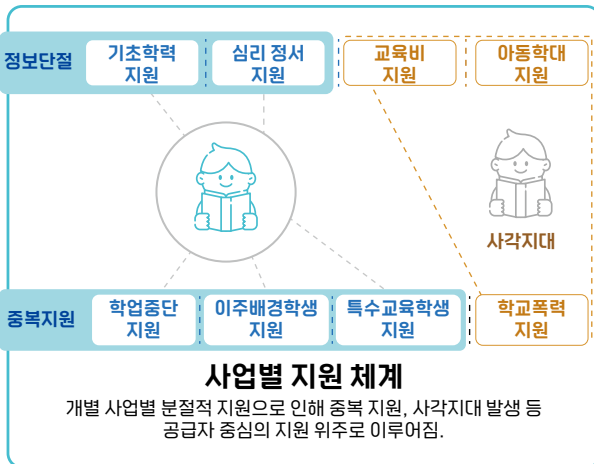 정보단절
기초학력
지원
심리 정서
지원
교육비
지원
아동학대
지원
사각지대
중복지원
학업중단
지원
이주배경학생
지원
특수교육학생
지원
학교폭력
지원
사업별 지원 체계
개별 사업별 분절적 지원으로 인해 중복 지원, 사각지대 발생 등
공급자 중심의 지원 위주로 이루어짐.